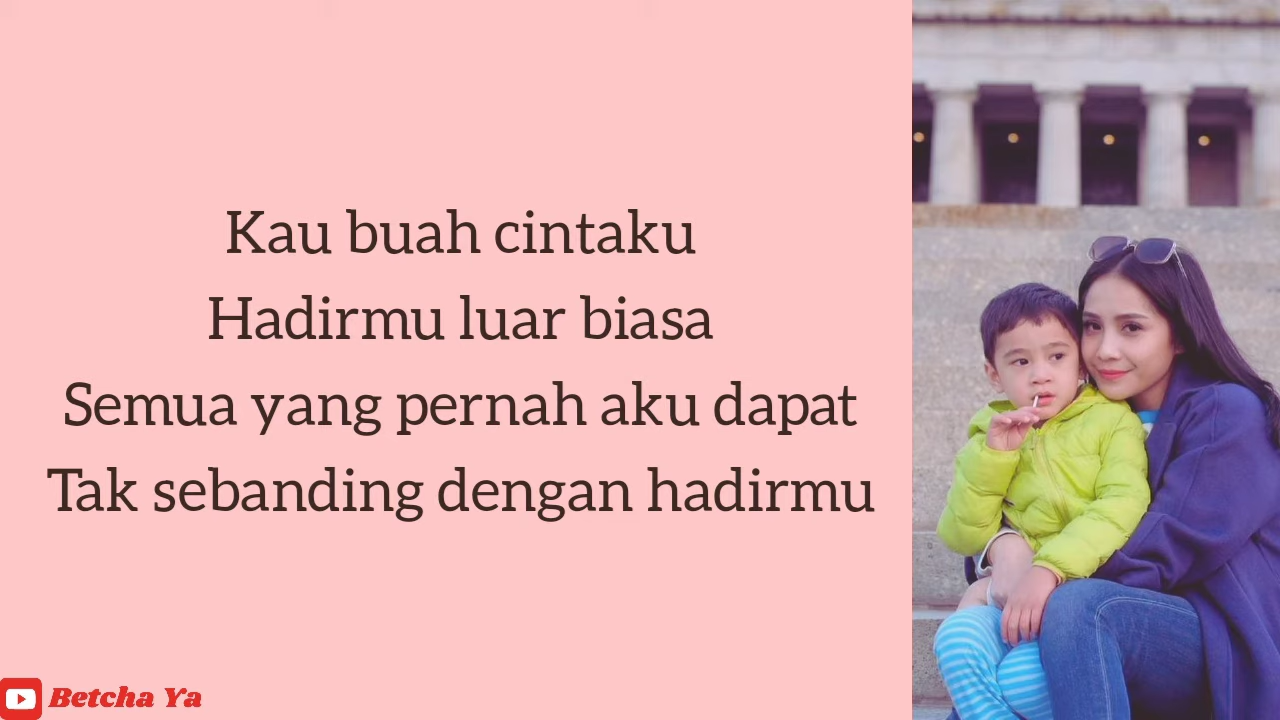 Kau buah cintaku
Hadirmu luar biasa
Semua yang pernah aku dapat
Tak sebanding dengan hadirmu
Betcha Ya